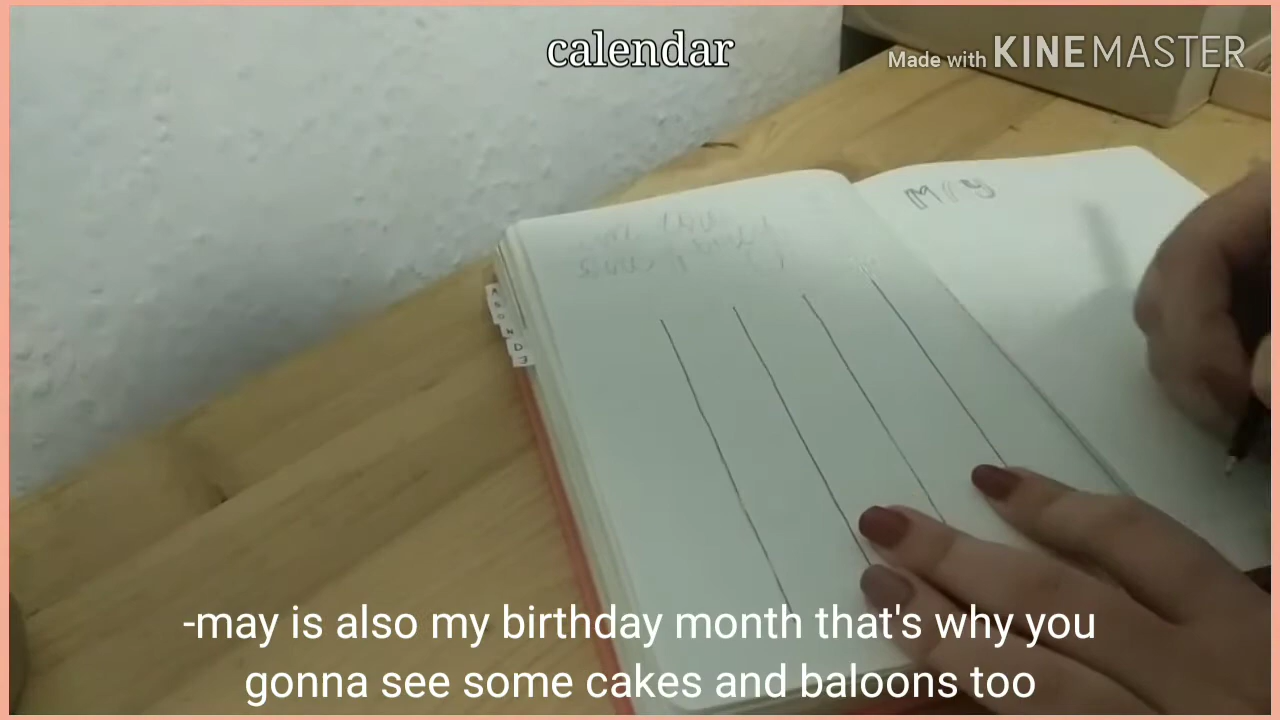 calendar
Made with KINEMASTER
MAY
D
-may is also my birthday month that's why you
gonna see some cakes and baloons too